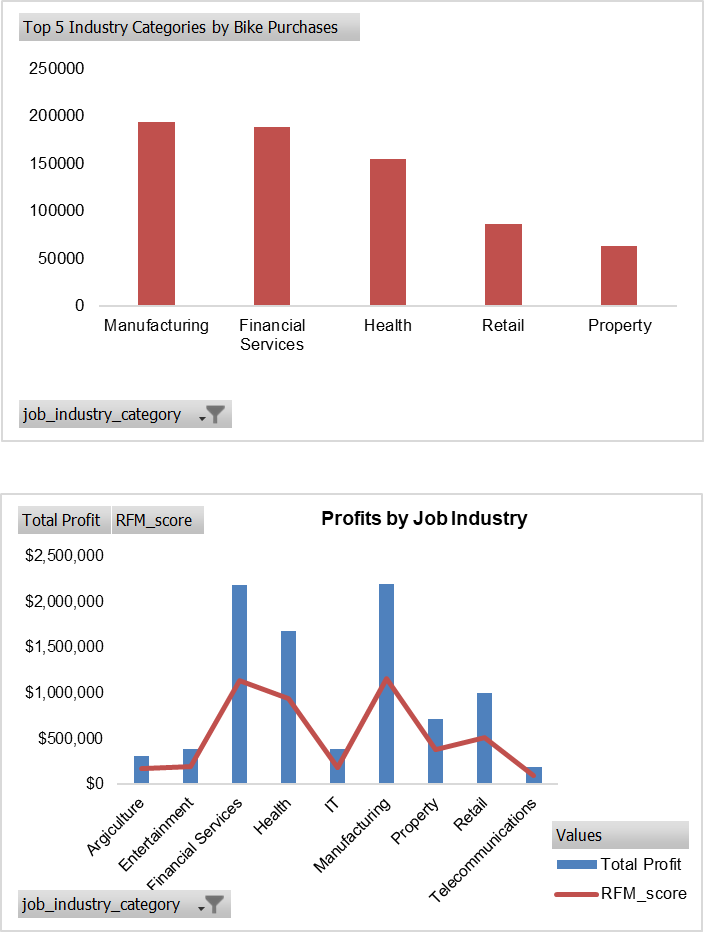 Top 5 Industry Categories by Bike Purchases
250000
200000
150000
100000
50000
0
Manufacturing
Financial
Services
Health
Retail
Property
job_industry_category
Total Profit
RFM_score
Profits by Job Industry
$2,500,000
$2,000,000
$1,500,000
$1,000,000
$500,000
$0
Argiculture
Entertainment
Financial Services
Health
IT
Manufacturing
Property
Retail
Telecommunications
Values
Total Profit
RFM_score
job_industry_category